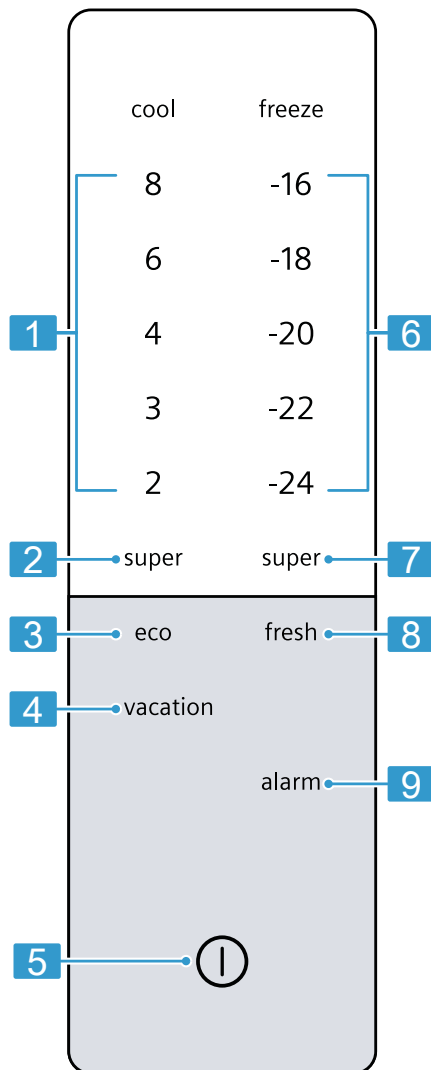 cool freeze
8 -16
6 -18
1 4 -20 6
3 -22
2 -24
2 super super 7
3 eco fresh 8
4 vacation
alarm 9
5